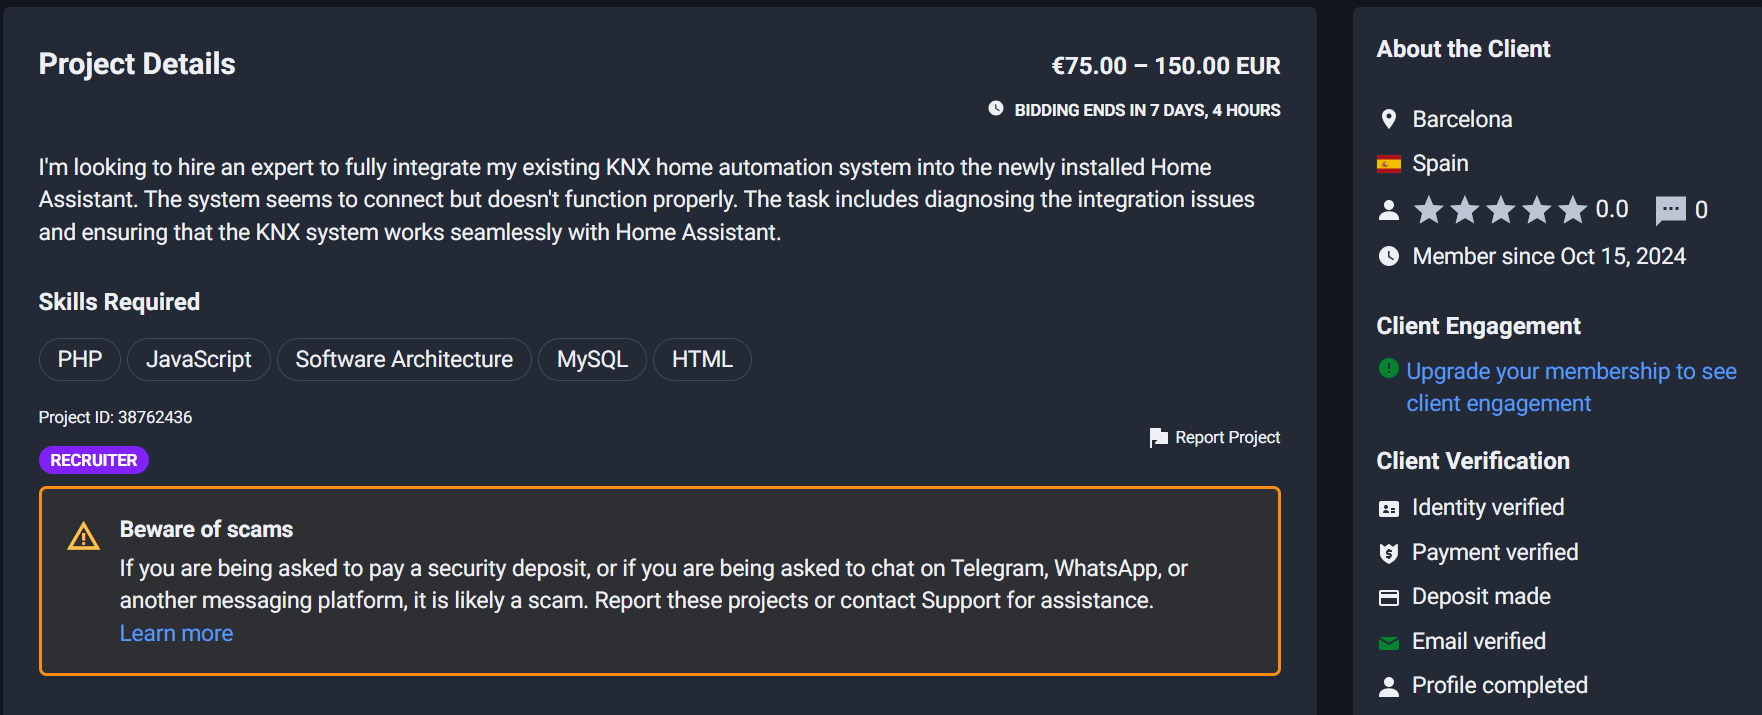 Project Details
€75.00 – 150.00 EUR
BIDDING ENDS IN 7 DAYS, 4 HOURS
I'm looking to hire an expert to fully integrate my existing KNX home automation system into the newly installed Home
Assistant. The system seems to connect but doesn't function properly. The task includes diagnosing the integration issues
and ensuring that the KNX system works seamlessly with Home Assistant.
Skills Required
PHP
JavaScript
Software Architecture
MySQL
HTML
Project ID: 38762436
Report Project
RECRUITER
Beware of scams
If you are being asked to pay a security deposit, or if you are being asked to chat on Telegram, WhatsApp, or
another messaging platform, it is likely a scam. Report these projects or contact Support for assistance.
Learn more
About the Client
Barcelona
Spain
0.0 0
Member since Oct 15, 2024
Client Engagement
Upgrade your membership to see
client engagement
Client Verification
Identity verified
Payment verified
Deposit made
Email verified
Profile completed